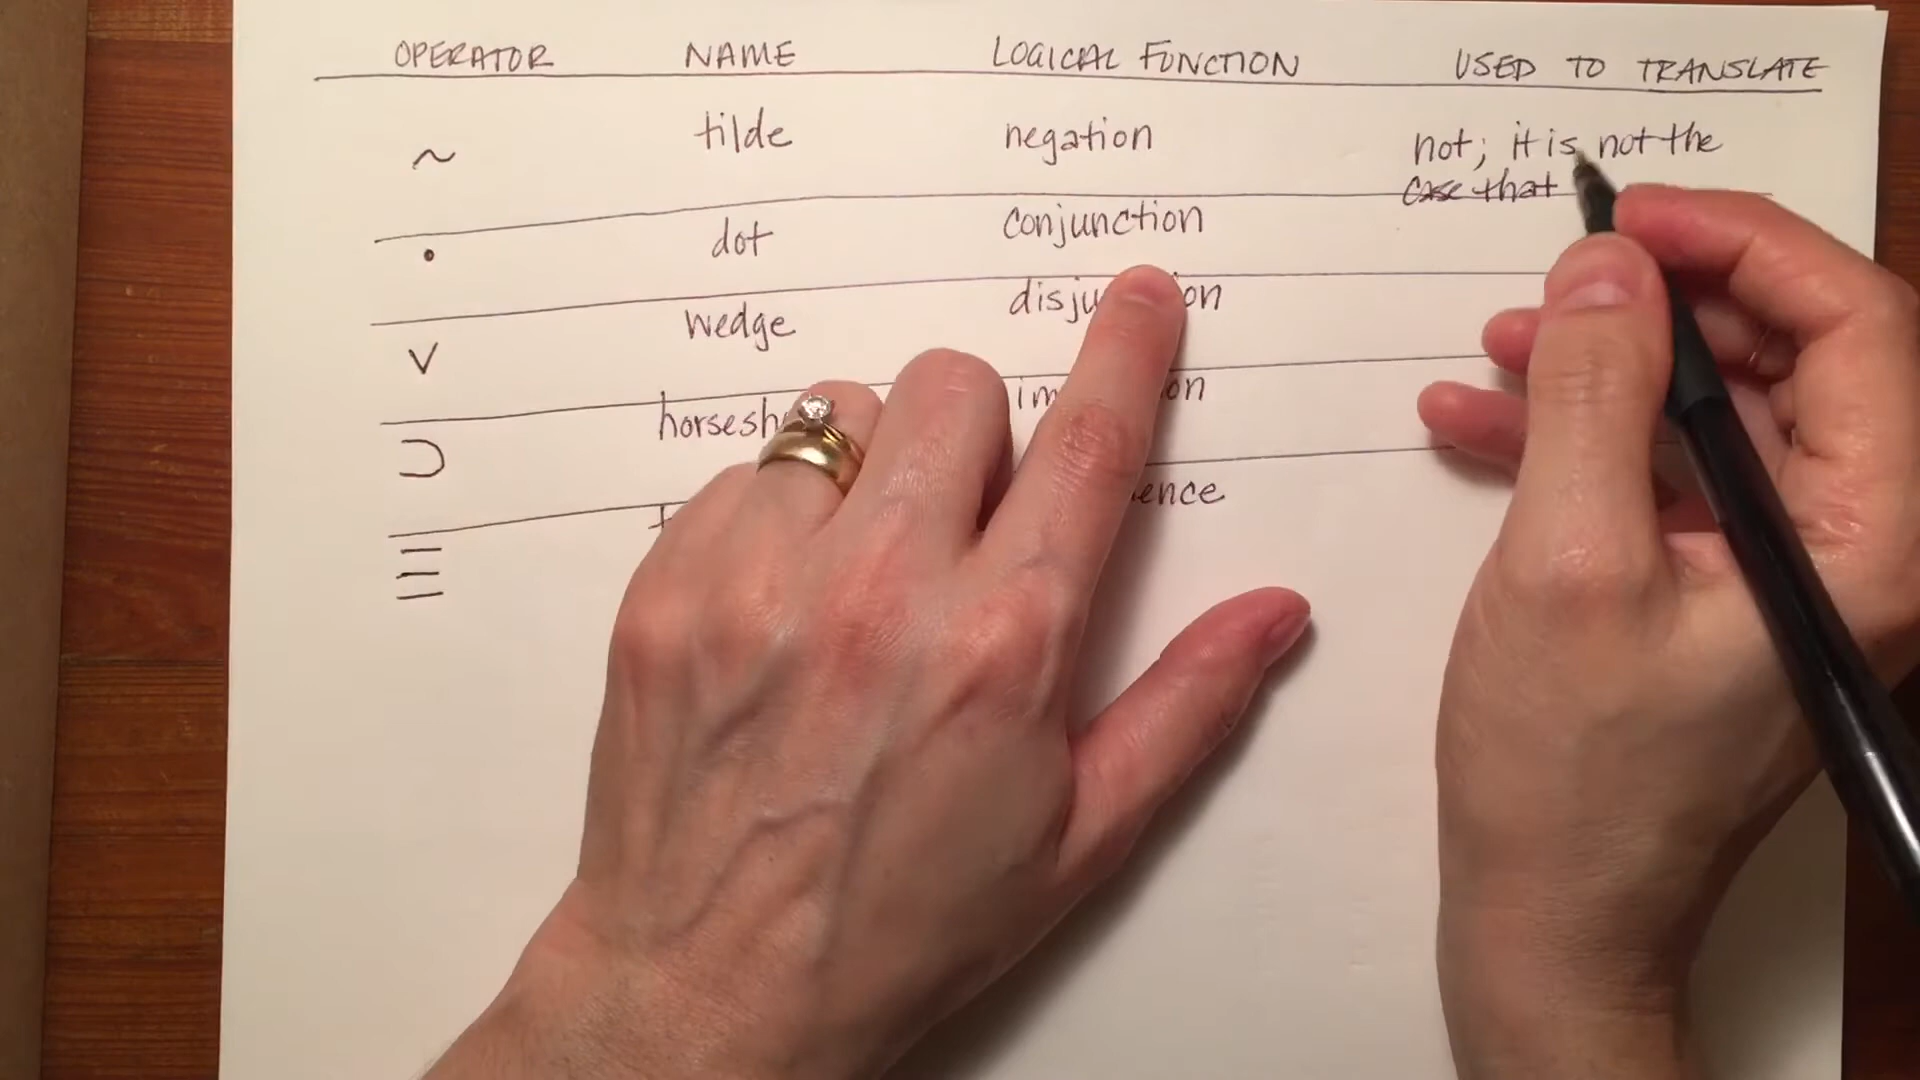 OPERATOR NAME LOGICAL FUNCTION USED TO TRANSLATE
~ tilde negation not; it is not the
case that
• dot conjunction
v wedge disjunction
⊃
≡